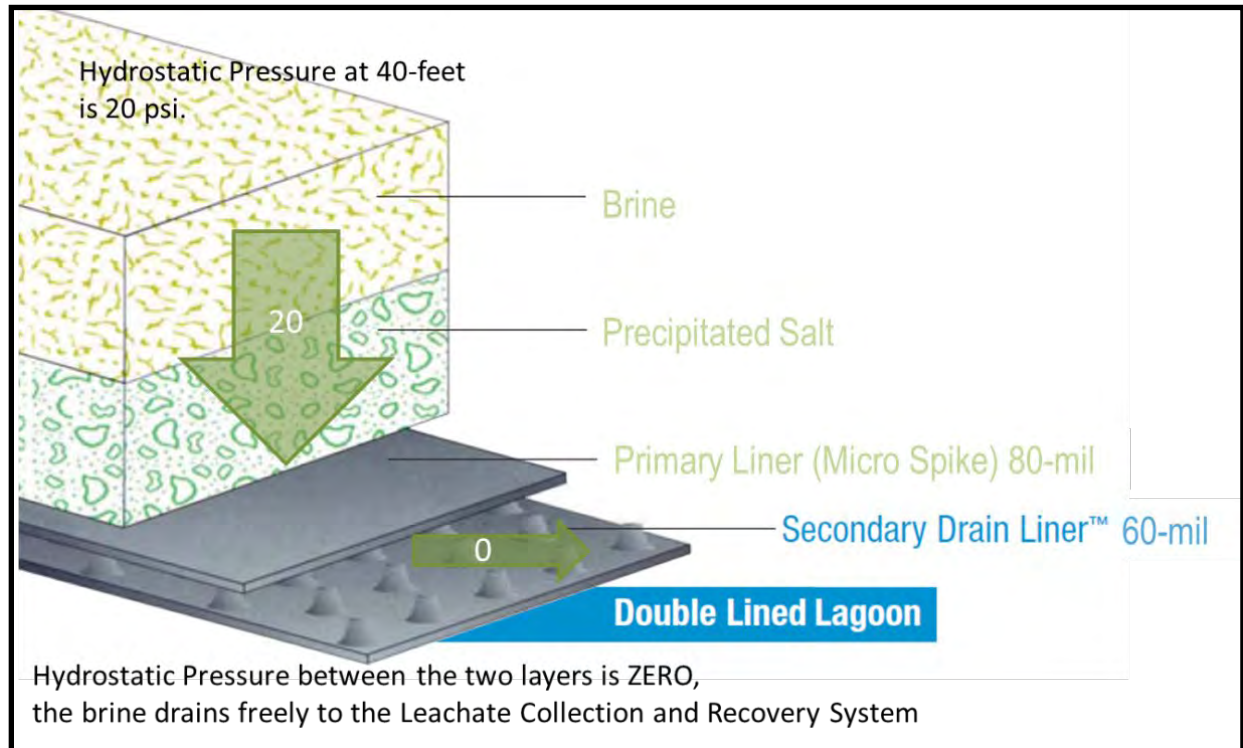 Hydrostatic Pressure at 40-feet
is 20 psi.
Brine
20
Precipitated Salt
Primary Liner (Micro Spike) 80-mil
Secondary Drain Liner™ 60-mil
0
Double Lined Lagoon
Hydrostatic Pressure between the two layers is ZERO,
the brine drains freely to the Leachate Collection and Recovery System